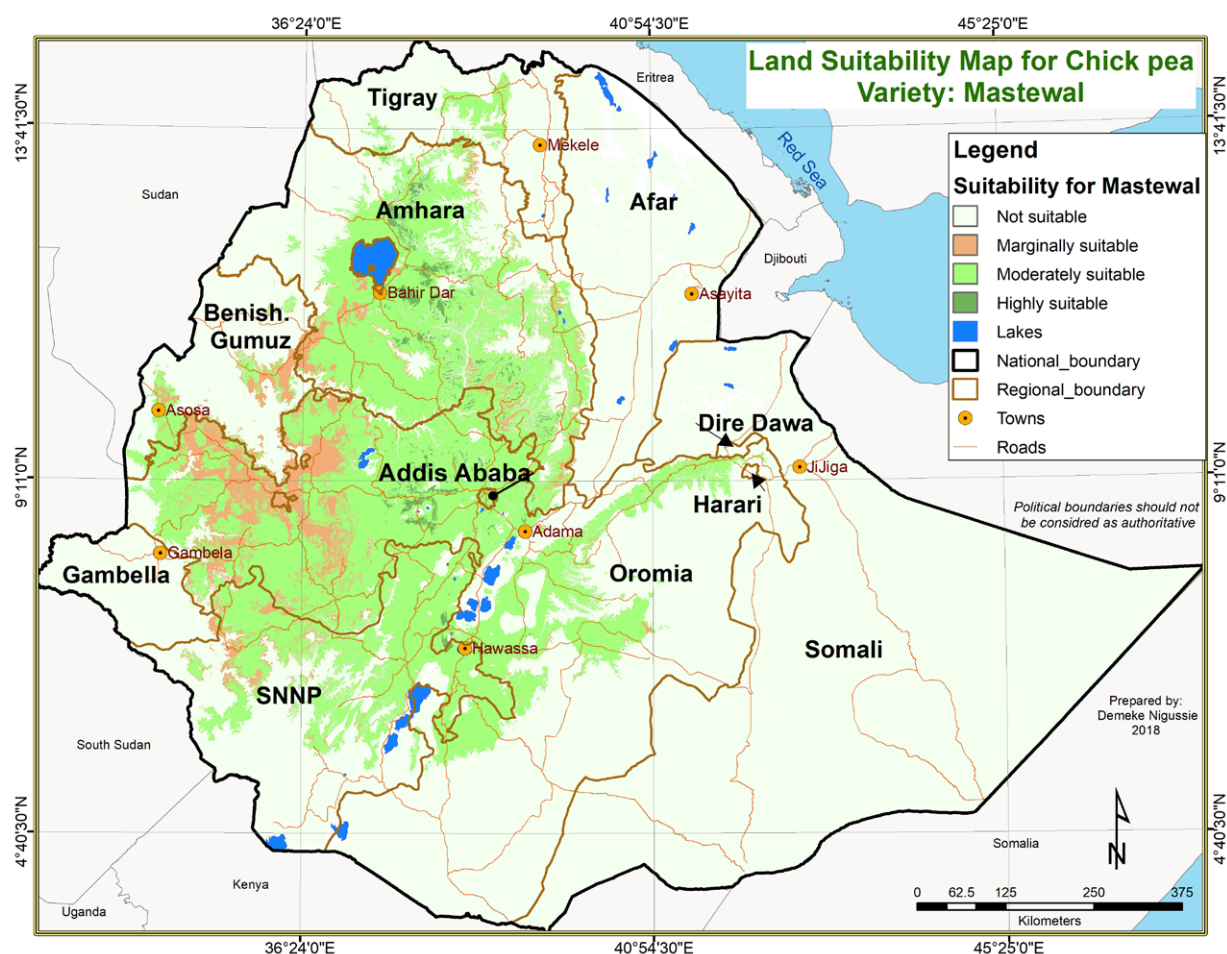 36°24'0"E
40°54'30"E
45°25'0"E
Land Suitability Map for Chick pea
Variety: Mastewal
Eritrea
Tigray
13°41'30"N
13°41'30"N
Mekele
Red Sea
Legend
Suitability for Mastewal
Not suitable
Marginally suitable
Moderately suitable
Highly suitable
Lakes
National_boundary
Regional_boundary
Towns
Roads
Sudan
Amhara
Afar
Djibouti
Bahir Dar
Asayita
Benish.
Gumuz
Asosa
Dire Dawa
Addis Ababa
JiJiga
9°11'0"N
9°11'0"N
Harari
Political boundaries should not
be considred as authoritative
Adama
Gambela
Gambella
Oromia
Hawassa
Somali
SNNP
Prepared by:
Demeke Nigussie
2018
South Sudan
4°40'30"N
4°40'30"N
Somalia
N
Kenya
Uganda
0 62.5 125 250 375
Kilometers
36°24'0"E
40°54'30"E
45°25'0"E